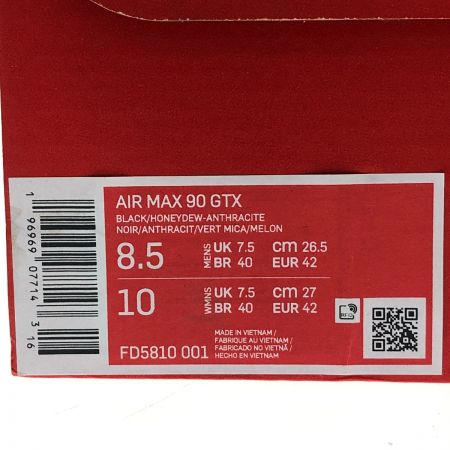 AIR MAX 90 GTX
BLACK/HONEYDEW-ANTHRACITE
NOIR/ANTHRACIT/VERT MICA/MELON
8.5 MENS UK 7.5 cm 26.5
BR 40 EUR 42
10 WMNS UK 7.5 cm 27
BR 40 EUR 42
MADE IN VIETNAM /
FABRIQUE AU VIETNAM /
FABRICADO NO VIETNÃ /
HECHO EN VIETNAM
FD5810 001
1 96969 07714 3 16